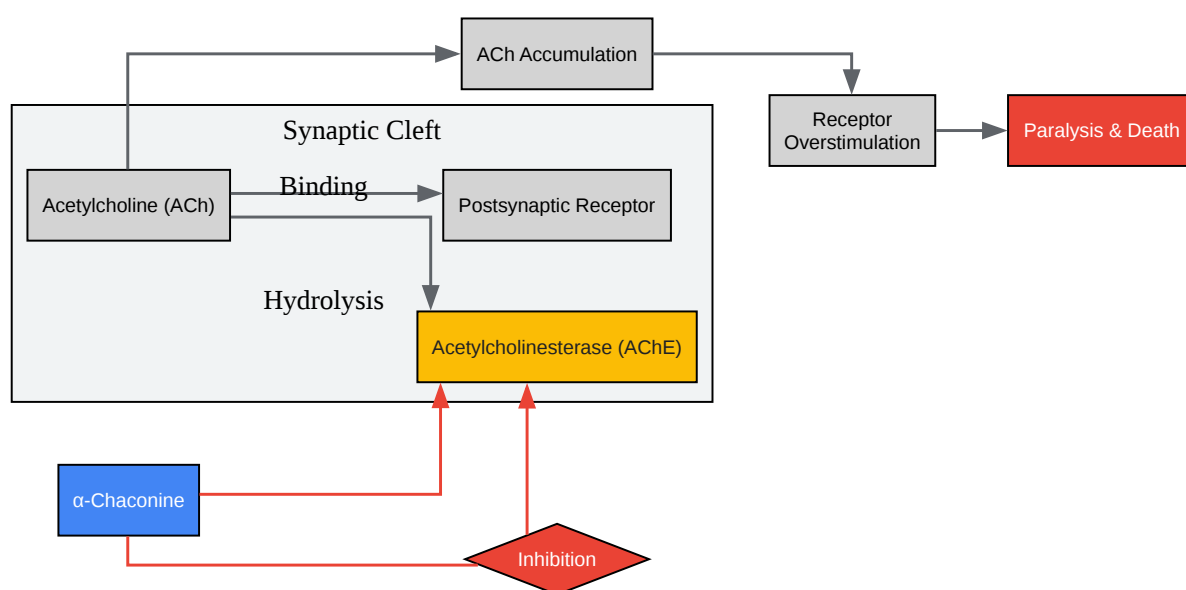 ACh Accumulation
Receptor
Overstimulation
Paralysis & Death
Synaptic Cleft
Binding
Acetylcholine (ACh)
Postsynaptic Receptor
Hydrolysis
Acetylcholinesterase (AChE)
α-Chaconine
Inhibition